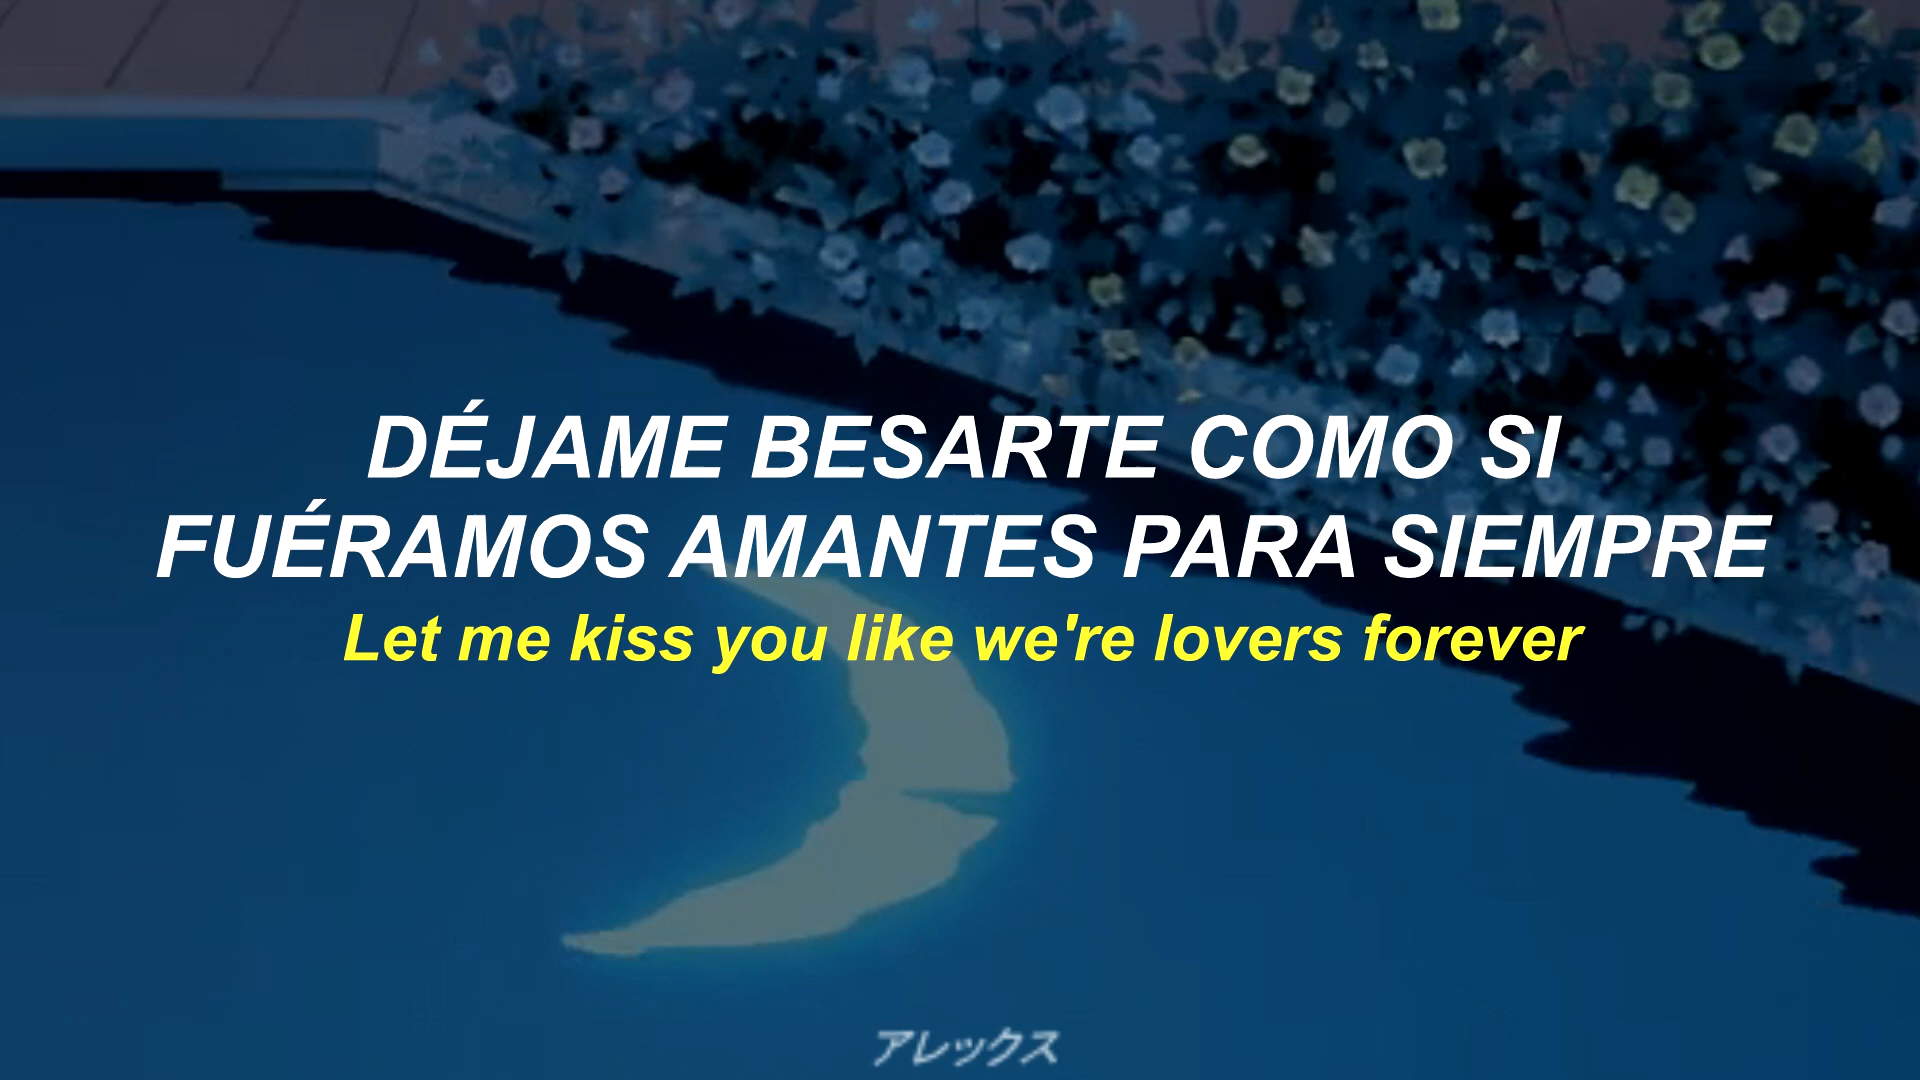 DÉJAME BESARTE COMO SI
FUÉRAMOS AMANTES PARA SIEMPRE
Let me kiss you like we're lovers forever
アレックス